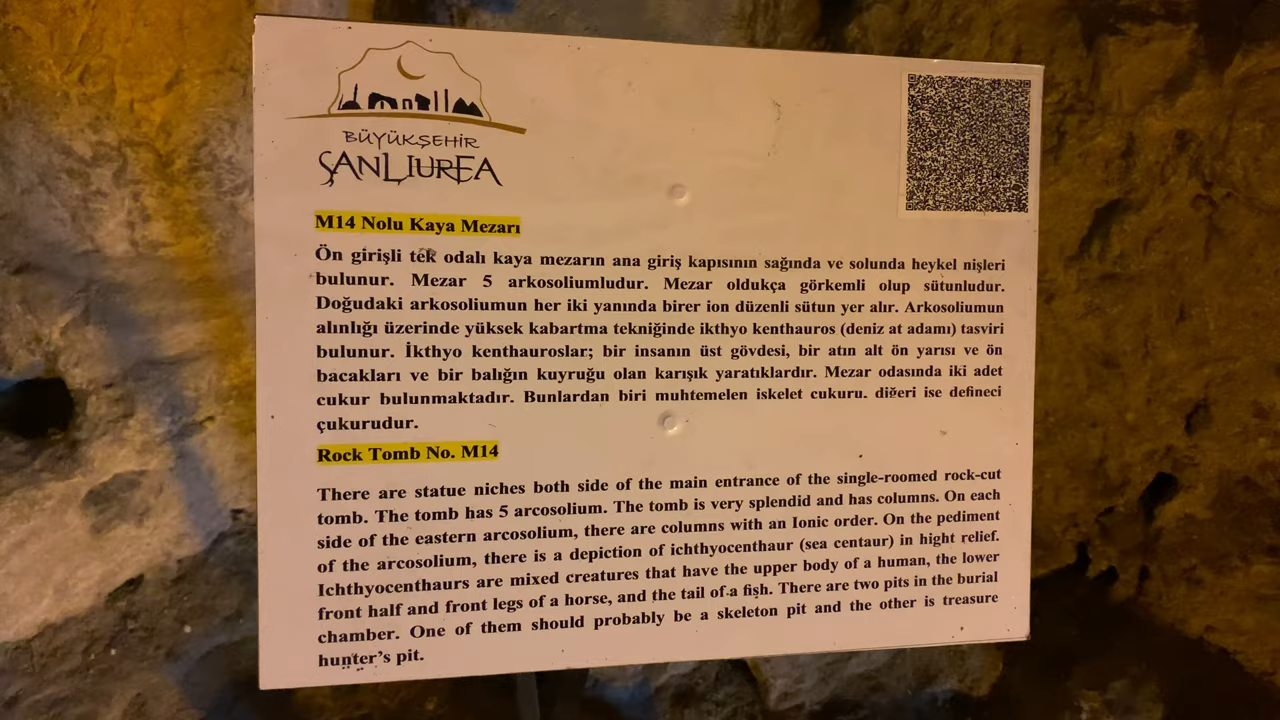 BÜYÜKŞEHİR
ŞANLIURFA
M14 Nolu Kaya Mezarı
Ön girişli tek odalı kaya mezarın ana giriş kapısının sağında ve solunda heykel nişleri
bulunur. Mezar 5 arkosoliumludur. Mezar oldukça görkemli olup sütunludur.
Doğudaki arkosoliumun her iki yanında birer ion düzenli sütun yer alır. Arkosoliumun
alınlığı üzerinde yüksek kabartma tekniğinde ikthyo kenthauros (deniz at adamı) tasviri
bulunur. İkthyo kenthauroslar; bir insanın üst gövdesi, bir atın alt ön yarısı ve ön
bacakları ve bir balığın kuyruğu olan karışık yaratıklardır. Mezar odasında iki adet
çukur bulunmaktadır. Bunlardan biri muhtemelen iskelet çukuru, diğeri ise defineci
çukurudur.
Rock Tomb No. M14
There are statue niches both side of the main entrance of the single-roomed rock-cut
tomb. The tomb has 5 arcosolium. The tomb is very splendid and has columns. On each
side of the eastern arcosolium, there are columns with an Ionic order. On the pediment
of the arcosolium, there is a depiction of ichthyocenthaur (sea centaur) in hight relief.
Ichthyocenthaurs are mixed creatures that have the upper body of a human, the lower
front half and front legs of a horse, and the tail of a fish. There are two pits in the burial
chamber. One of them should probably be a skeleton pit and the other is treasure
hunter's pit.